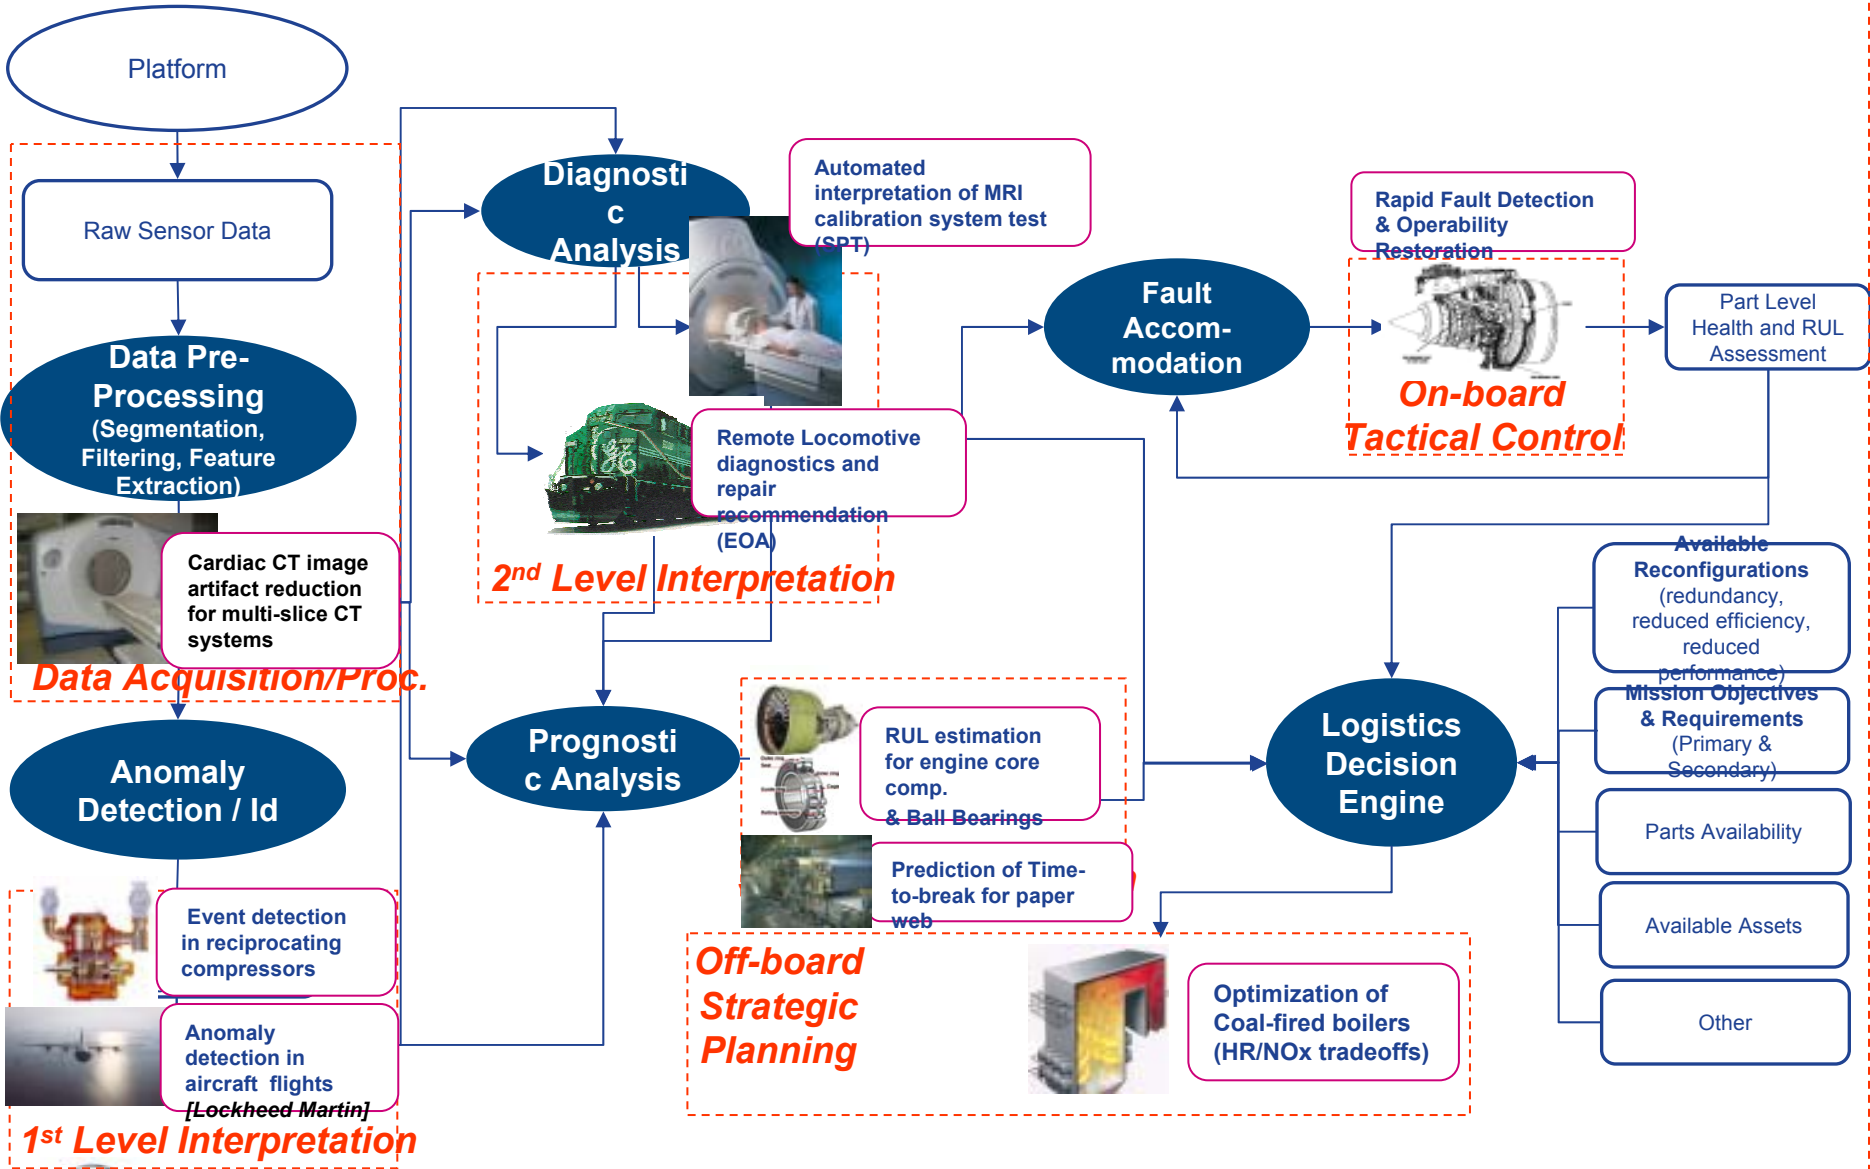 Platform
Raw Sensor Data
Data Pre-
Processing
(Segmentation,
Filtering, Feature
Extraction)
Cardiac CT image
artifact reduction
for multi-slice CT
systems
Data Acquisition/Proc.
Anomaly
Detection / Id
Event detection
in reciprocating
compressors
Anomaly
detection in
aircraft flights
[Lockheed Martin]
1st Level Interpretation
Diagnosti
c
Analysis
Automated
interpretation of MRI
calibration system test
(SPT)
Remote Locomotive
diagnostics and
repair
recommendation
(EOA)
2nd Level Interpretation
Prognosti
c Analysis
RUL estimation
for engine core
comp.
& Ball Bearings
Prediction of Time-
to-break for paper
web
Fault
Accom-
modation
Rapid Fault Detection
& Operability
Restoration
On-board
Tactical Control
Part Level
Health and RUL
Assessment
Logistics
Decision
Engine
Available
Reconfigurations
(redundancy,
reduced efficiency,
reduced
performance)
Mission Objectives
& Requirements
(Primary &
Secondary)
Parts Availability
Available Assets
Other
Off-board
Strategic
Planning
Optimization of
Coal-fired boilers
(HR/NOx tradeoffs)